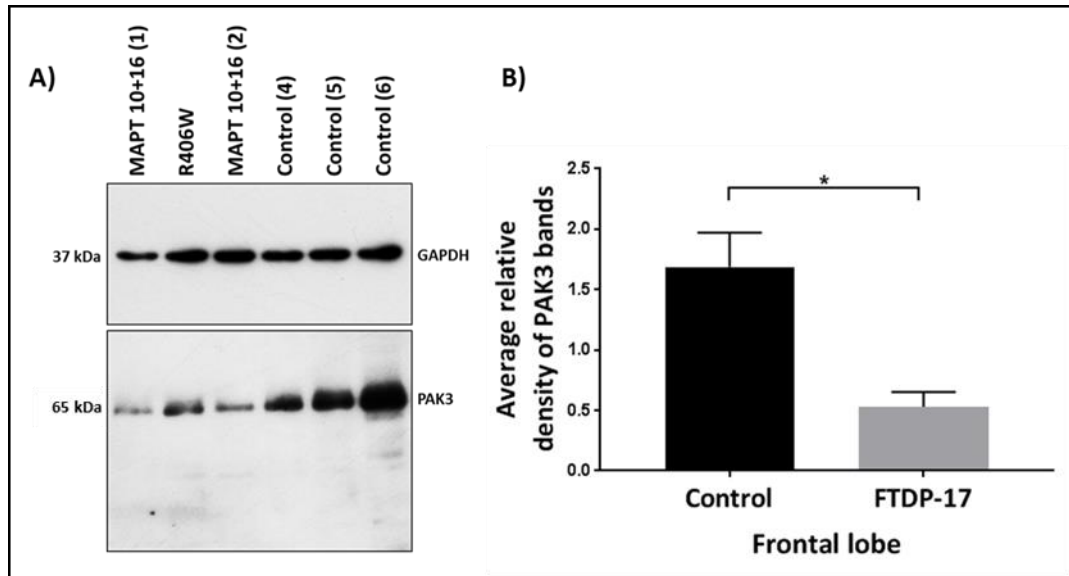 A)
MAPT 10+16 (1)
R406W
MAPT 10+16 (2)
Control (4)
Control (5)
Control (6)
37 kDa
GAPDH
65 kDa
PAK3
B)
Average relative
density of PAK3 bands
2.5
2.0
1.5
1.0
0.5
0.0
*
Control
FTDP-17
Frontal lobe